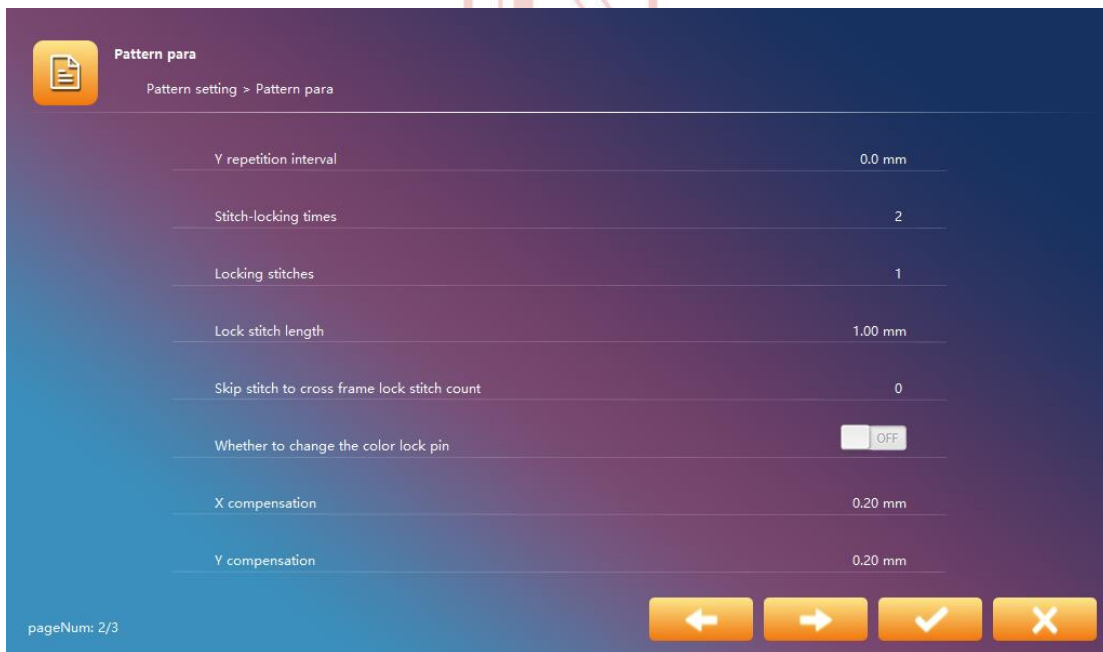 Pattern para
Pattern setting > Pattern para
Y repetition interval 0.0 mm
Stitch-locking times 2
Locking stitches 1
Lock stitch length 1.00 mm
Skip stitch to cross frame lock stitch count 0
Whether to change the color lock pin OFF
X compensation 0.20 mm
Y compensation 0.20 mm
pageNum: 2/3